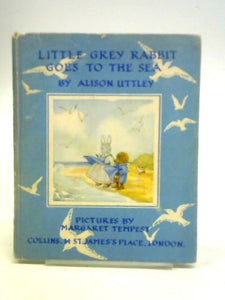 LITTLE GREY RABBIT
GOES TO THE SEA
BY ALISON UTTLEY
PICTURES BY
MARGARET TEMPEST
COLLINS. 14 ST. JAMES'S PLACE, LONDON.